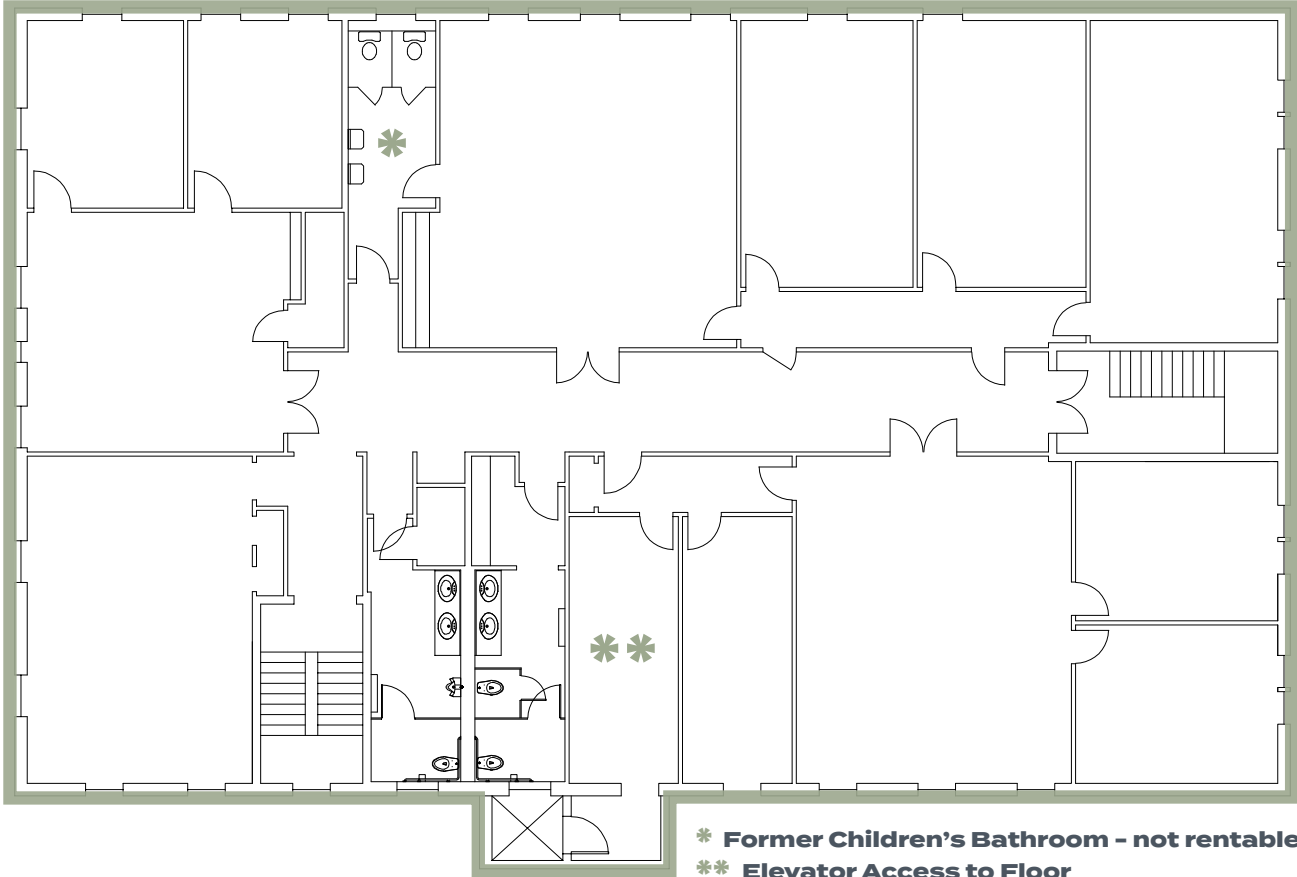 *
**
* Former Children's Bathroom - not rentable
** Elevator Access to Floor